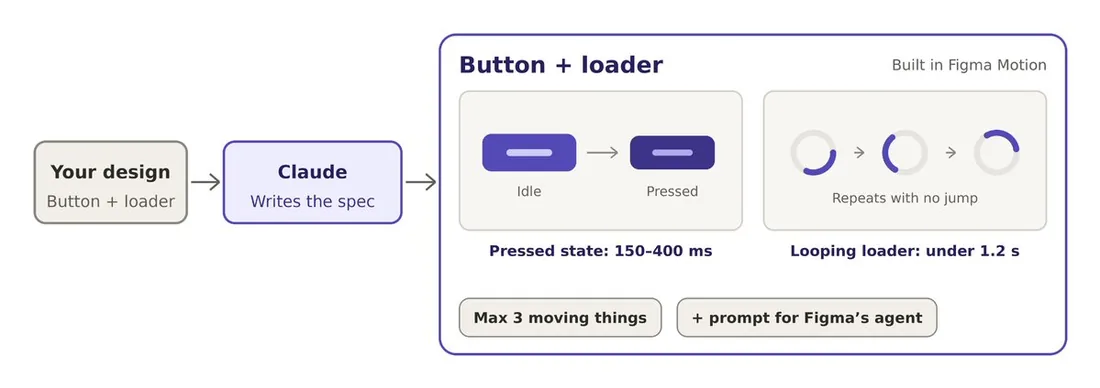 Your design
Button + loader
Claude
Writes the spec
Button + loader
Built in Figma Motion
Idle
Pressed
Repeats with no jump
Pressed state: 150–400 ms
Looping loader: under 1.2 s
Max 3 moving things
+ prompt for Figma’s agent